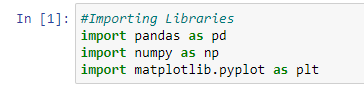 In [1]: #Importing Libraries
import pandas as pd
import numpy as np
import matplotlib.pyplot as plt